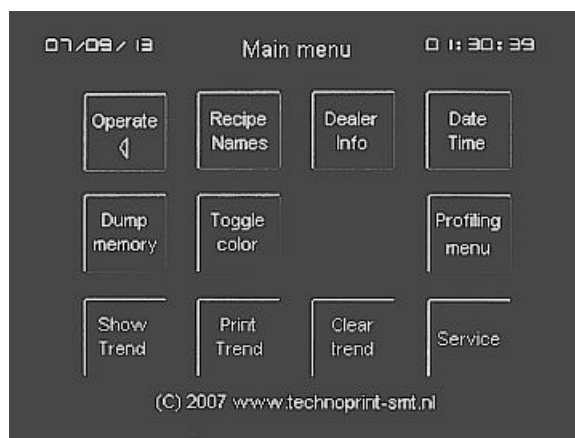 07/09/13 Main menu 01:30:39
Operate Recipe Names Dealer Info Date Time
Dump memory Toggle color Profiling menu
Show Trend Print Trend Clear trend Service
(C) 2007 www.technoprint-smt.nl